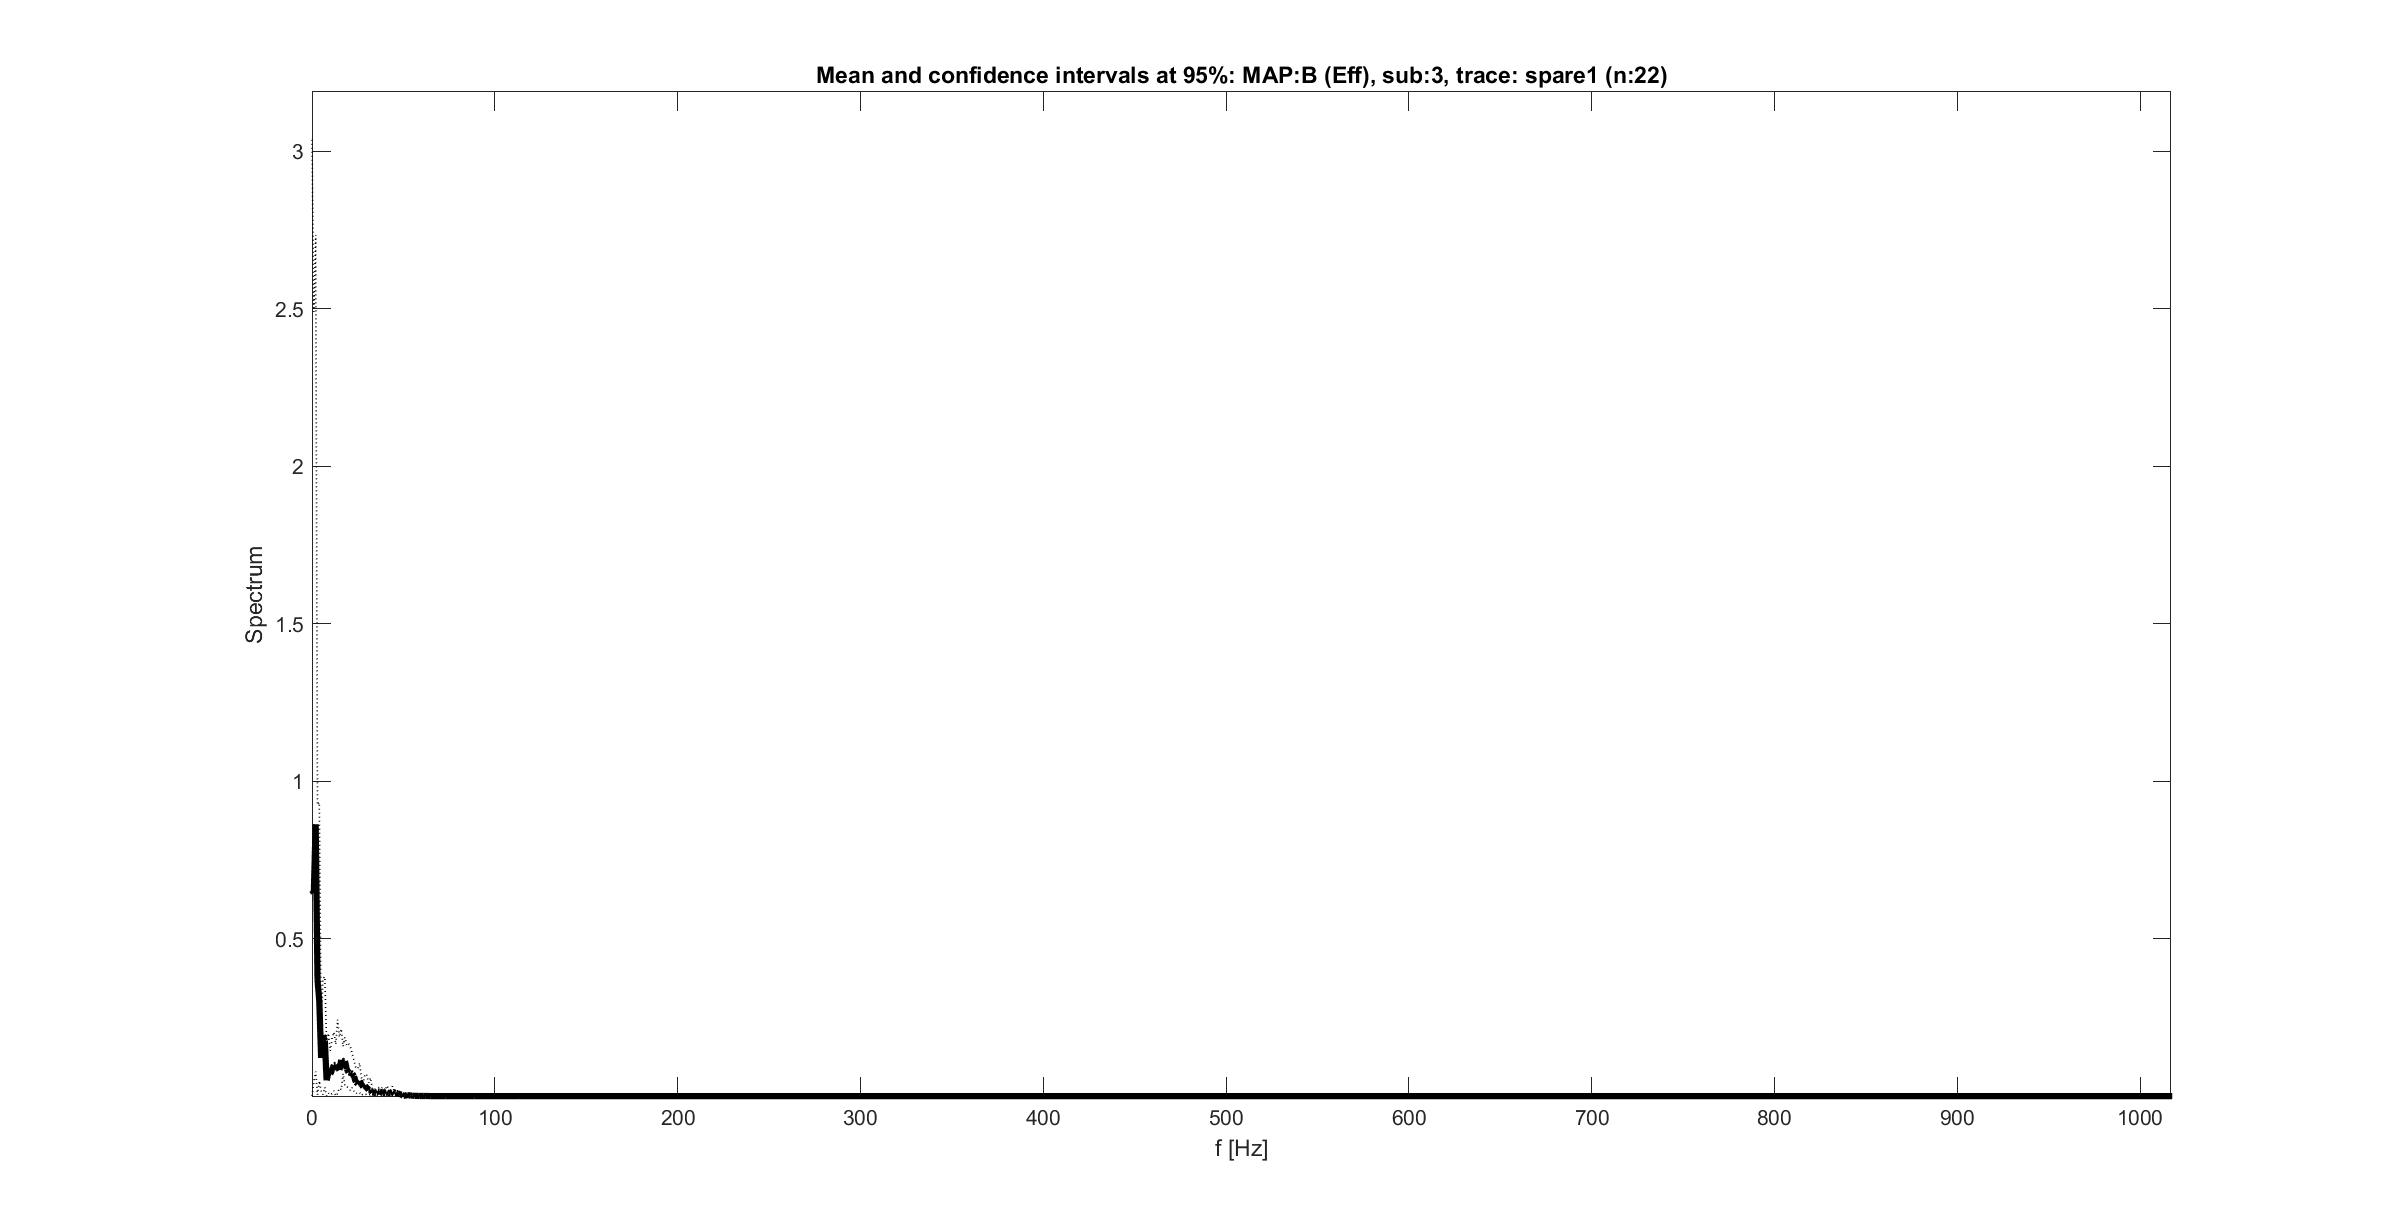 Mean and confidence intervals at 95%: MAP:B (Eff), sub:3, trace: spare1 (n:22)
3
2.5
2
1.5
1
0.5
Spectrum
0 100 200 300 400 500 600 700 800 900 1000
f [Hz]